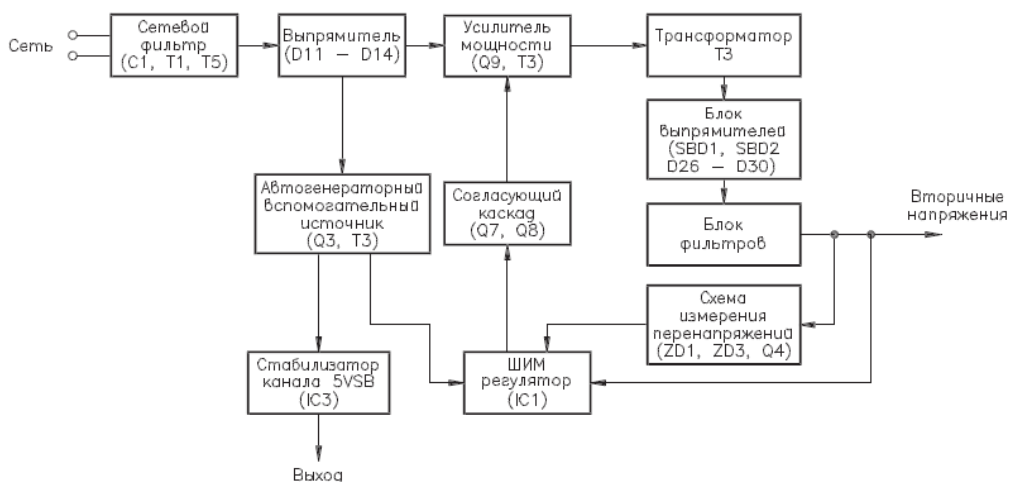 Сеть
Сетевой
фильтр
(C1, T1, T5)
Выпрямитель
(D11 – D14)
Усилитель
мощности
(Q9, T3)
Трансформатор
T3
Блок
выпрямителей
(SBD1, SBD2
D26 – D30)
Автогенераторный
вспомогательный
источник
(Q3, T3)
Согласующий
каскад
(Q7, Q8)
Блок
фильтров
Вторичные
напряжения
Схема
измерения
перенапряжений
(ZD1, ZD3, Q4)
Стабилизатор
канала 5VSB
(IC3)
ШИМ
регулятор
(IC1)
Выход